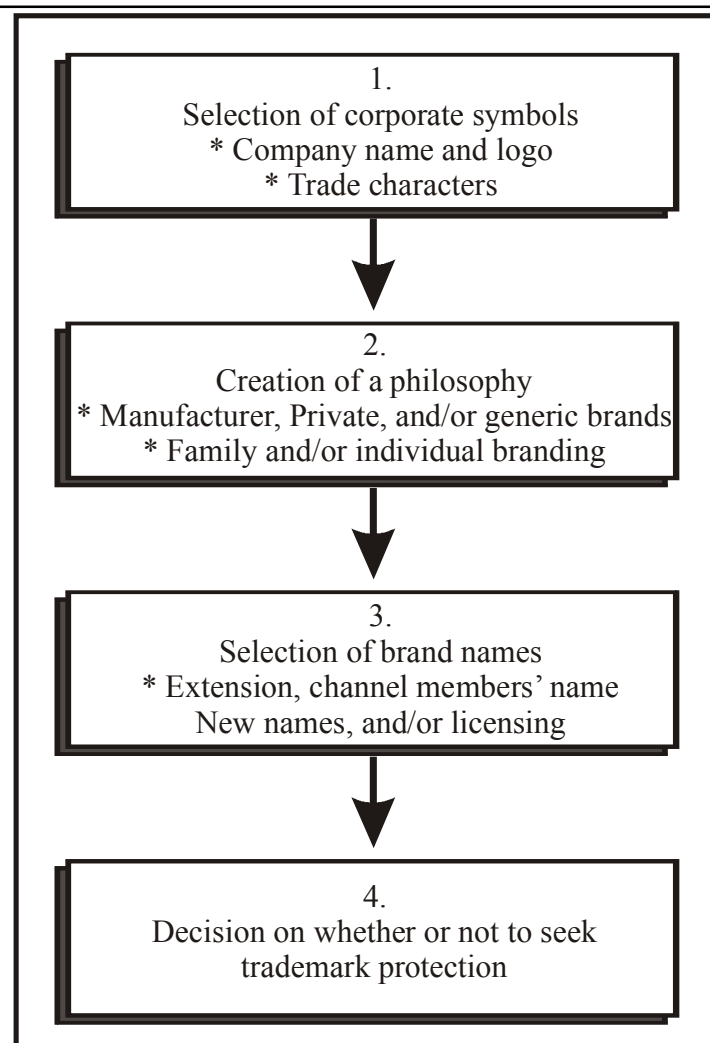 1.
Selection of corporate symbols
* Company name and logo
* Trade characters
2.
Creation of a philosophy
* Manufacturer, Private, and/or generic brands
* Family and/or individual branding
3.
Selection of brand names
* Extension, channel members’ name
New names, and/or licensing
4.
Decision on whether or not to seek
trademark protection